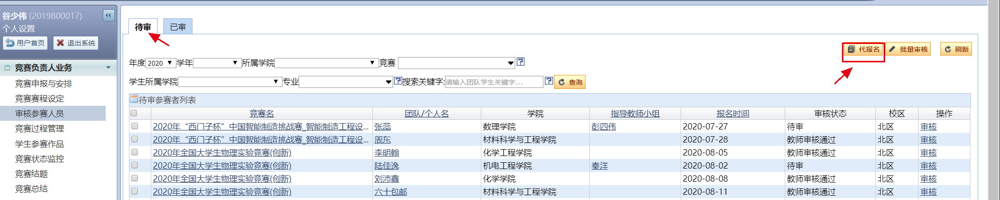 谷少伟 (2019800017)
个人设置
用户首页 退出系统
竞赛负责人业务
竞赛申报与安排
竞赛赛程设定
审核参赛人员
竞赛过程管理
学生参赛作品
竞赛状态监控
竞赛结题
竞赛总结
待审 已审
代报名 批量审核 刷新
年度 2020 学年 所属学院 竞赛
学生所属学院 专业 搜索关键字: 请输入团队学生关键字... 查询
待审参赛者列表
竞赛名 团队/个人名 学院 指导教师小组 报名时间 审核状态 校区 操作
2020年“西门子杯”中国智能制造挑战赛_智能制造工程设... 张蕊 数理学院 彭四伟 2020-07-27 待审 北区 审核
2020年“西门子杯”中国智能制造挑战赛_智能制造工程设... 周东 材料科学与工程学院 2020-07-28 教师审核通过 北区 审核
2020年全国大学生物理实验竞赛(创新) 李明翰 化学工程学院 2020-08-05 教师审核通过 北区 审核
2020年全国大学生物理实验竞赛(创新) 陆佳逸 机电工程学院 秦洋 2020-08-02 待审 北区 审核
2020年全国大学生物理实验竞赛(创新) 刘沛鑫 化学学院 2020-08-08 教师审核通过 北区 审核
2020年全国大学生物理实验竞赛(创新) 六十包邮 材料科学与工程学院 2020-08-11 教师审核通过 北区 审核